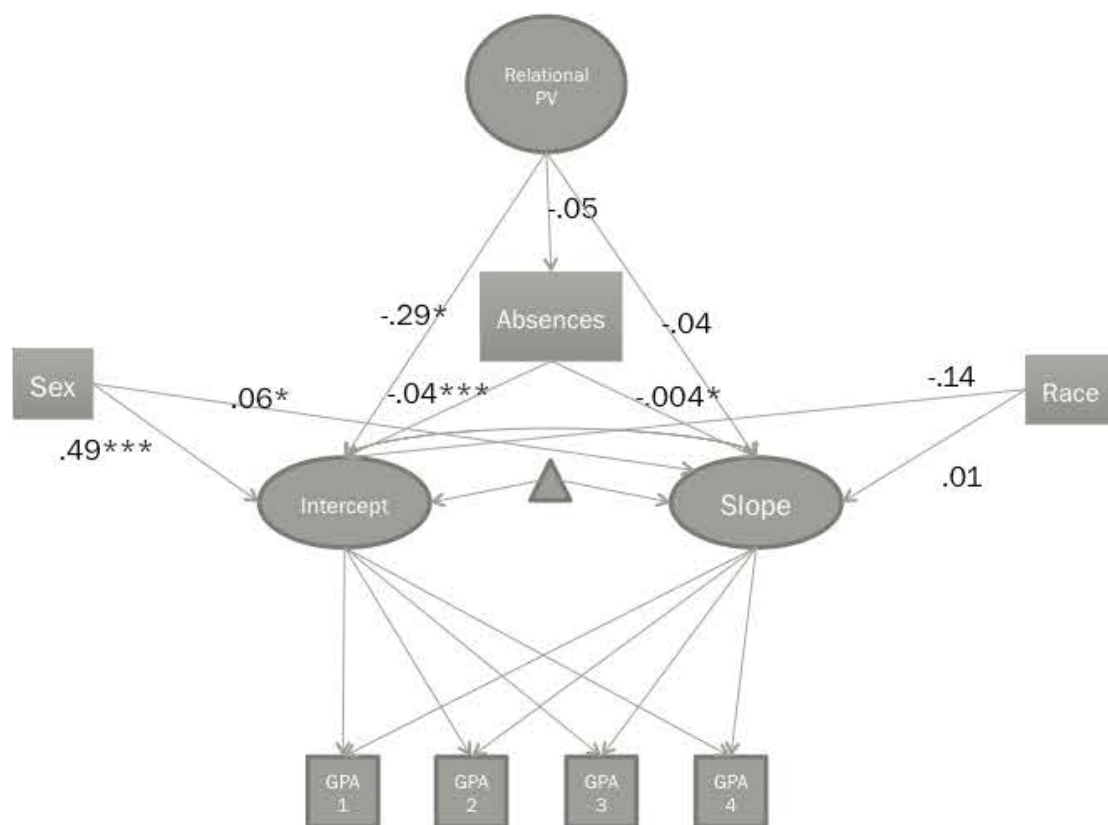 Relational
PV
-.05
-.29*
Absences
-.04
Sex
.06*
-.04***
-.004*
-.14
Race
.49***
Intercept
Slope
.01
GPA
1
GPA
2
GPA
3
GPA
4